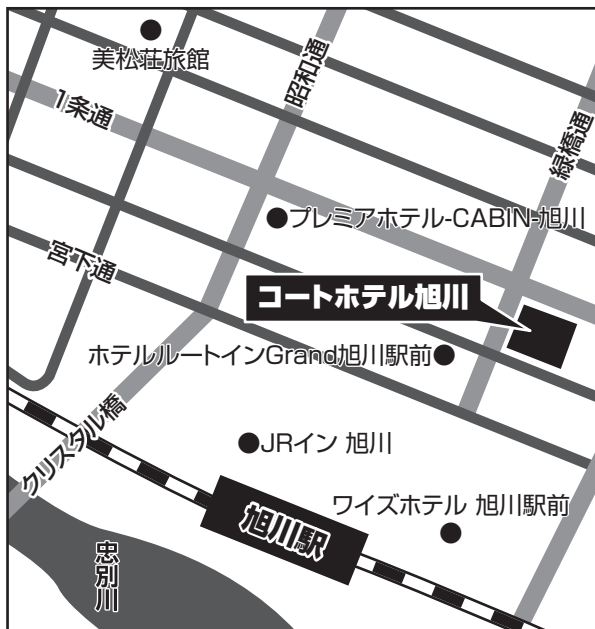 美松荘旅館
昭和通
1条通
緑橋通
プレミアホテル-CABIN-旭川
宮下通
コートホテル旭川
ホテルルートインGrand旭川駅前
クリスタル橋
JRイン 旭川
ワイズホテル 旭川駅前
旭川駅
忠別川